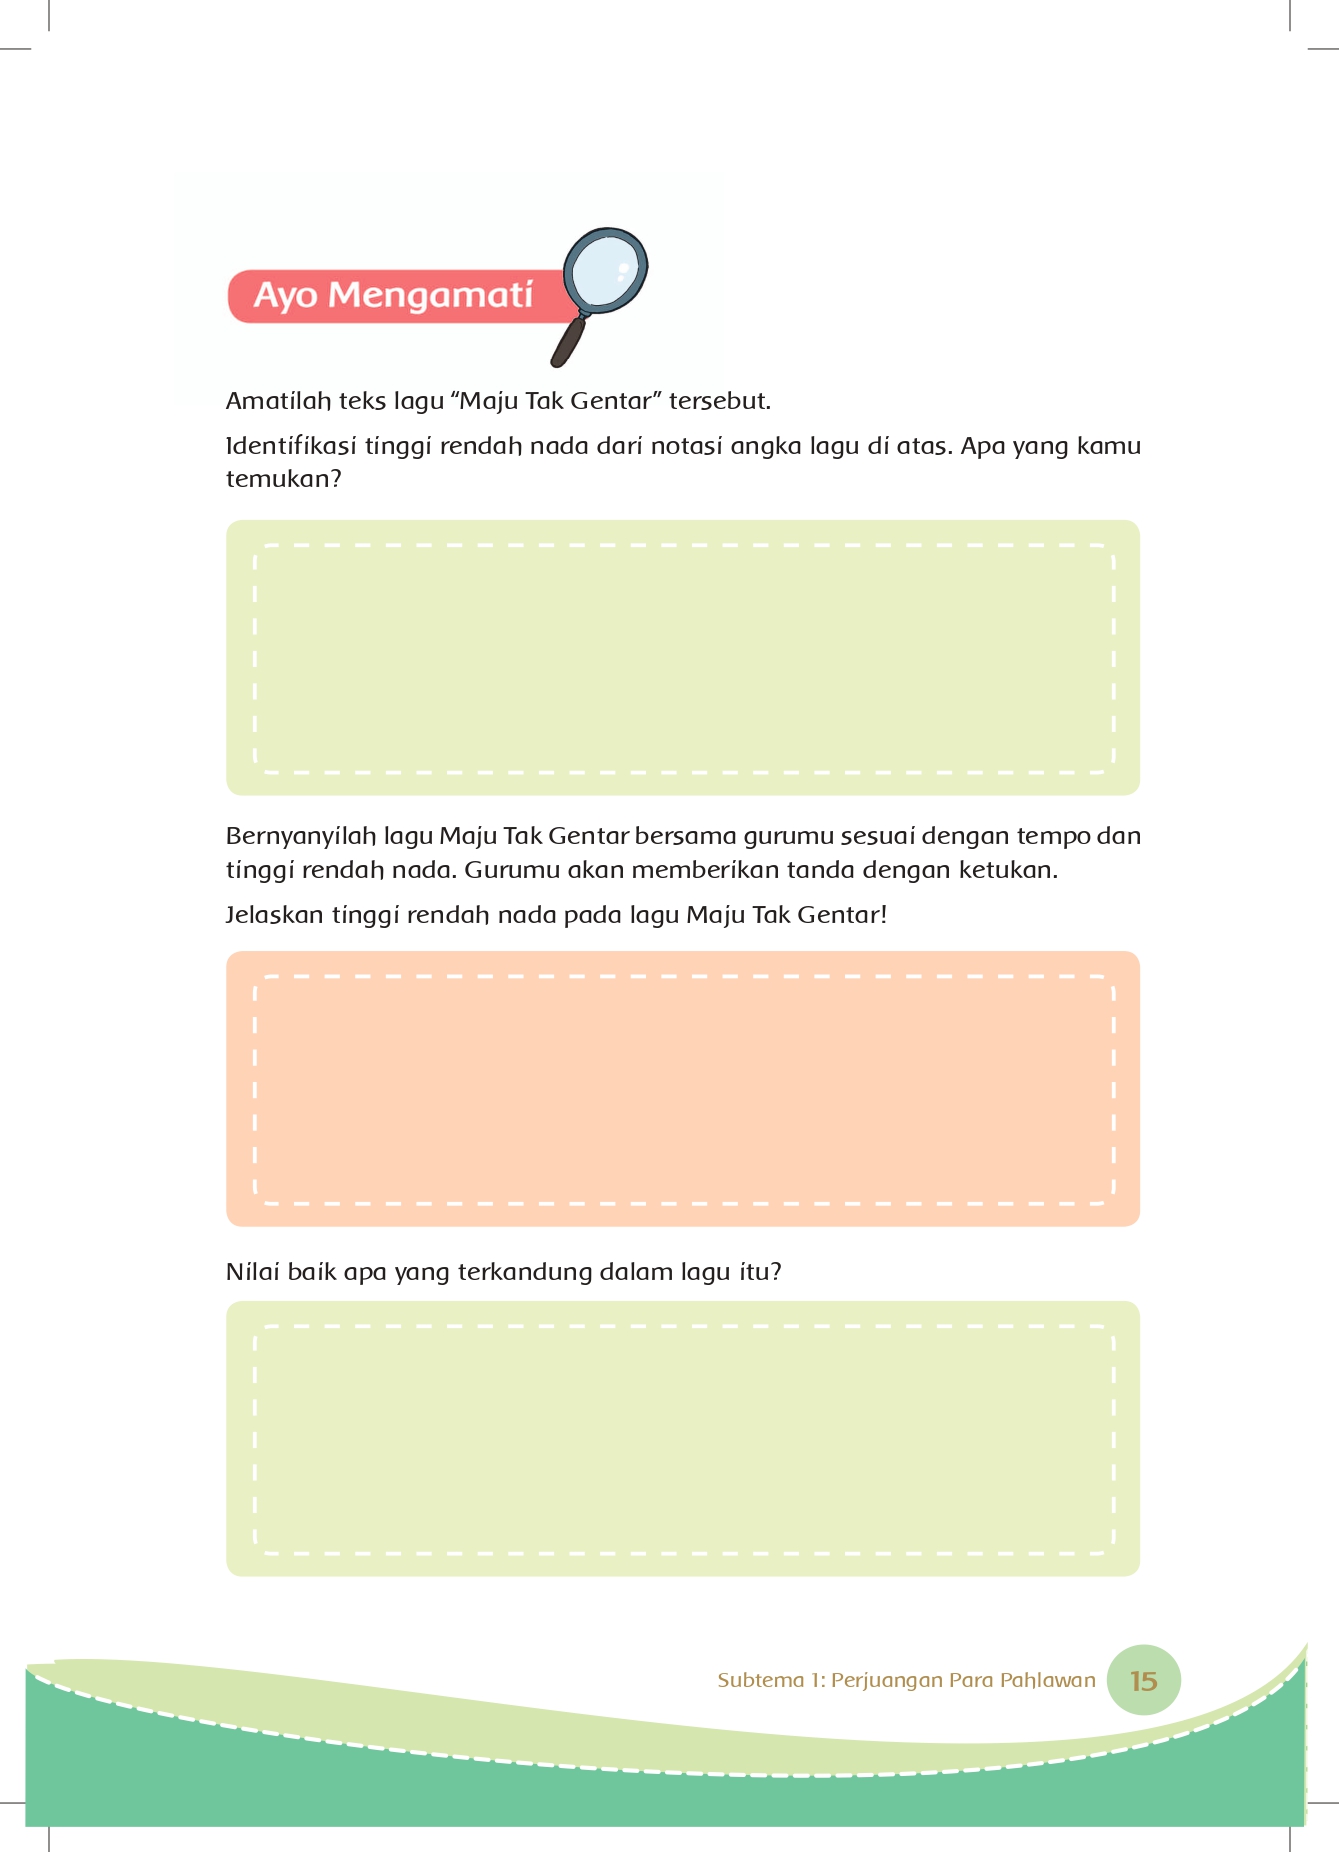 Ayo Mengamati
Amatilah teks lagu “Maju Tak Gentar” tersebut.
Identifikasi tinggi rendah nada dari notasi angka lagu di atas. Apa yang kamu
temukan?
Bernyanyilah lagu Maju Tak Gentar bersama gurumu sesuai dengan tempo dan
tinggi rendah nada. Gurumu akan memberikan tanda dengan ketukan.
Jelaskan tinggi rendah nada pada lagu Maju Tak Gentar!
Nilai baik apa yang terkandung dalam lagu itu?
Subtema 1: Perjuangan Para Pahlawan 15